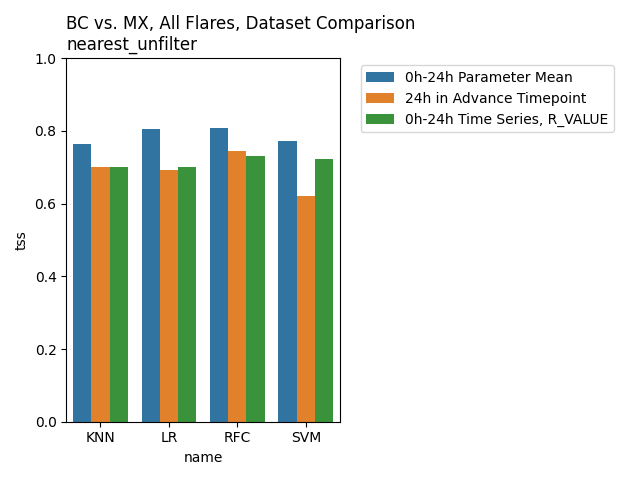 BC vs. MX, All Flares, Dataset Comparison
nearest_unfilter
0h-24h Parameter Mean
24h in Advance Timepoint
0h-24h Time Series, R_VALUE
1.0
0.8
0.6
0.4
0.2
0.0
tss
KNN LR RFC SVM
name